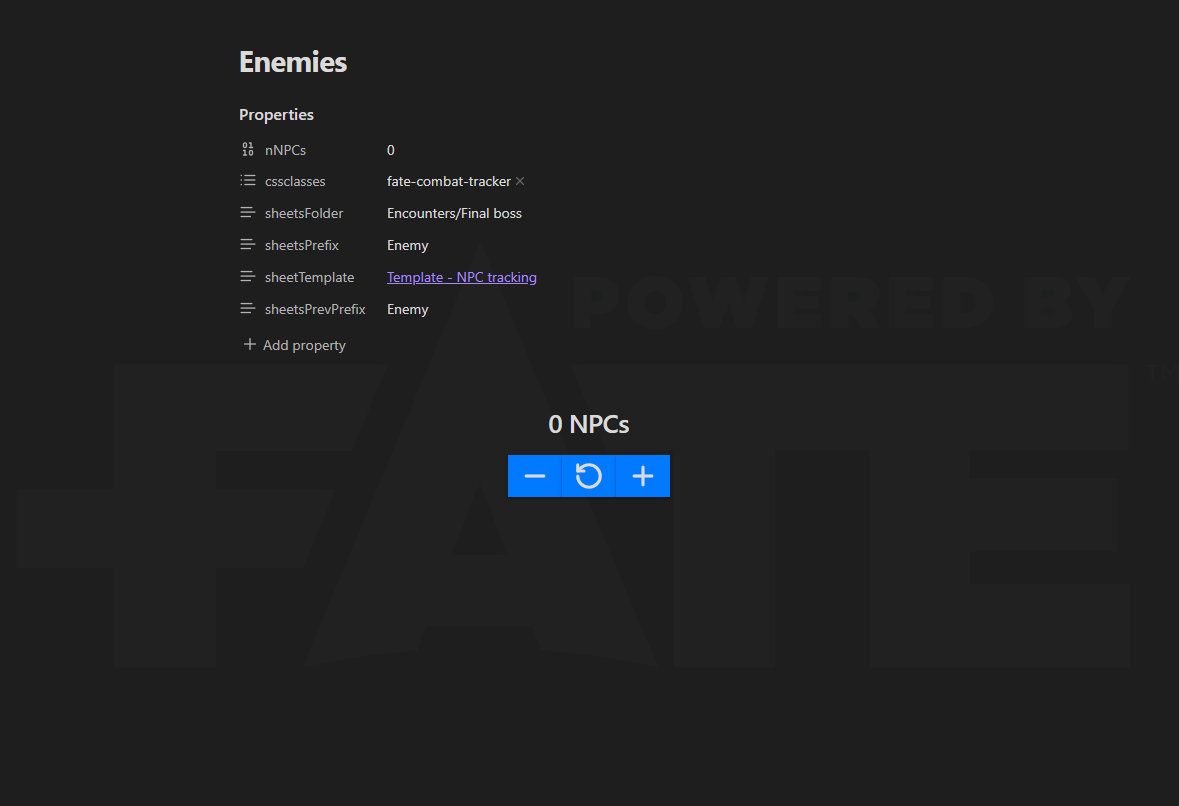 Enemies
Properties
nNPCs 0
cssclasses fate-combat-tracker
sheetsFolder Encounters/Final boss
sheetsPrefix Enemy
sheetTemplate Template - NPC tracking
sheetsPrevPrefix Enemy
Add property
POWERED BY
FATE™
0 NPCs